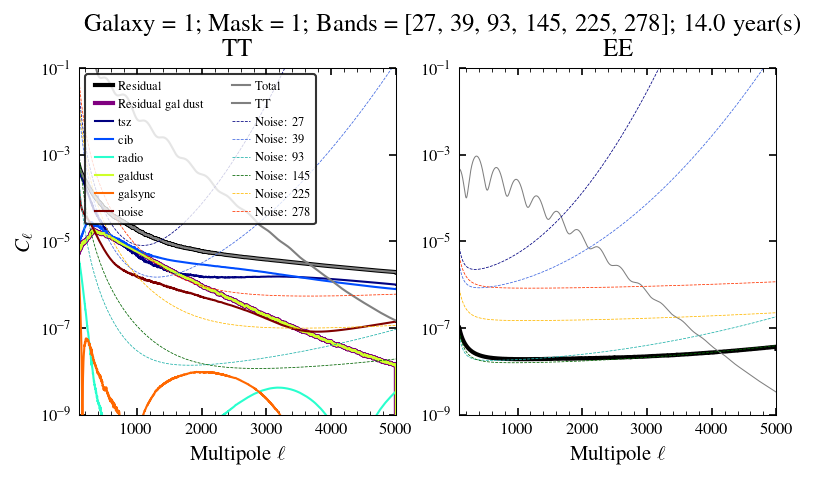 Galaxy = 1; Mask = 1; Bands = [27, 39, 93, 145, 225, 278]; 14.0 year(s)
TT
EE
10⁻¹
10⁻³
10⁻⁵
10⁻⁷
10⁻⁹
C_ℓ
Residual
Residual gal dust
tsz
cib
radio
galdust
galsync
noise
Total
TT
Noise: 27
Noise: 39
Noise: 93
Noise: 145
Noise: 225
Noise: 278
1000 2000 3000 4000 5000
Multipole ℓ
10⁻¹
10⁻³
10⁻⁵
10⁻⁷
10⁻⁹
1000 2000 3000 4000 5000
Multipole ℓ